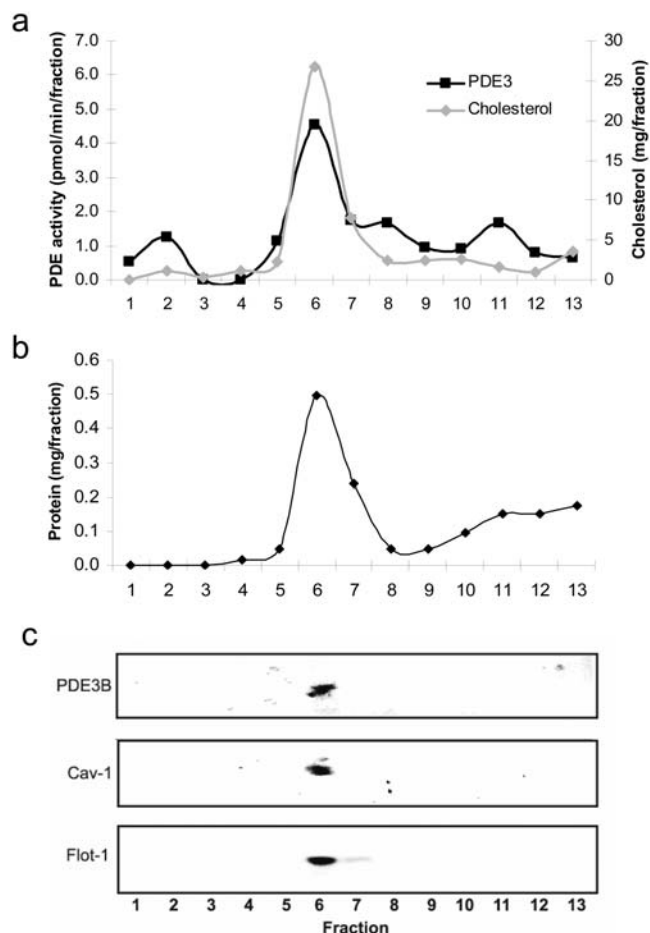 a
PDE activity (pmol/min/fraction)
7.0
6.0
5.0
4.0
3.0
2.0
1.0
0.0
PDE3
Cholesterol
30
25
20
15
10
5
0
Cholesterol (mg/fraction)
1 2 3 4 5 6 7 8 9 10 11 12 13
b
Protein (mg/fraction)
0.6
0.5
0.4
0.3
0.2
0.1
0.0
1 2 3 4 5 6 7 8 9 10 11 12 13
c
PDE3B
Cav-1
Flot-1
1 2 3 4 5 6 7 8 9 10 11 12 13
Fraction